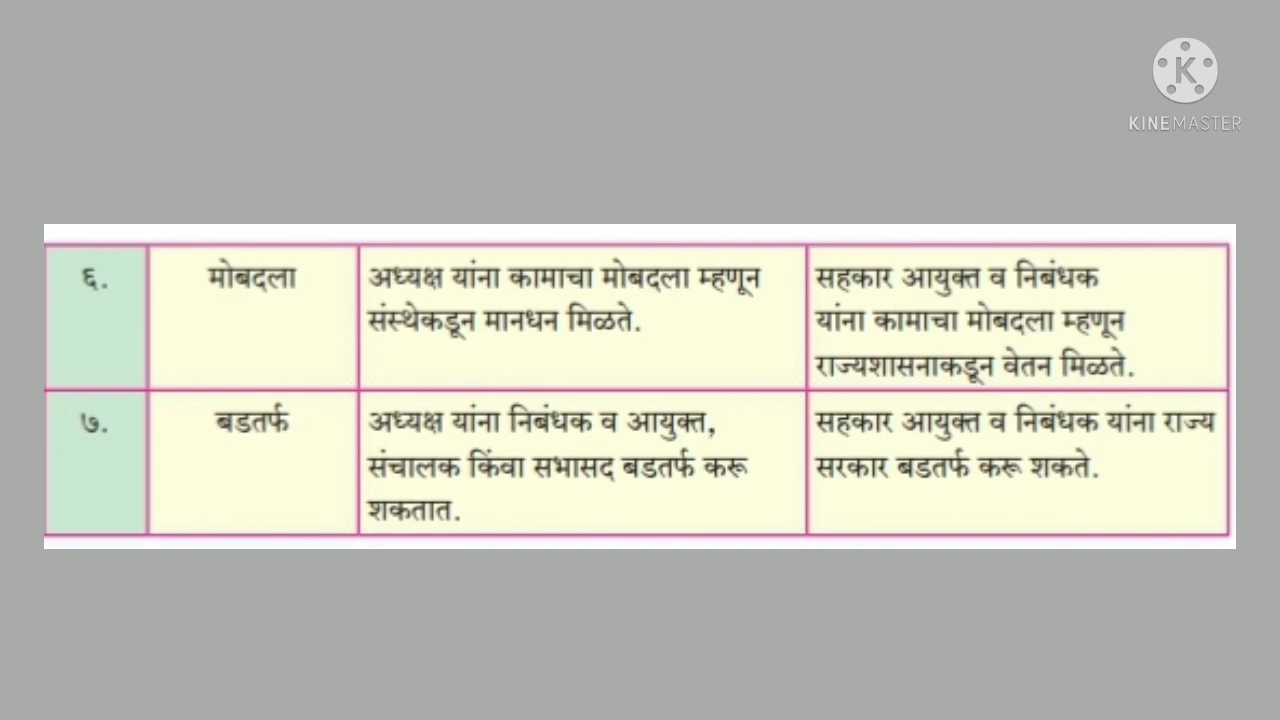 K
KINEMASTER
६. मोबदला अध्यक्ष यांना कामाचा मोबदला म्हणून सहकार आयुक्त व निबंधक
संस्थेकडून मानधन मिळते. यांना कामाचा मोबदला म्हणून
राज्यशासनाकडून वेतन मिळते.
७. बडतर्फ अध्यक्ष यांना निबंधक व आयुक्त, सहकार आयुक्त व निबंधक यांना राज्य
संचालक किंवा सभासद बडतर्फ करू सरकार बडतर्फ करू शकते.
शकतात.